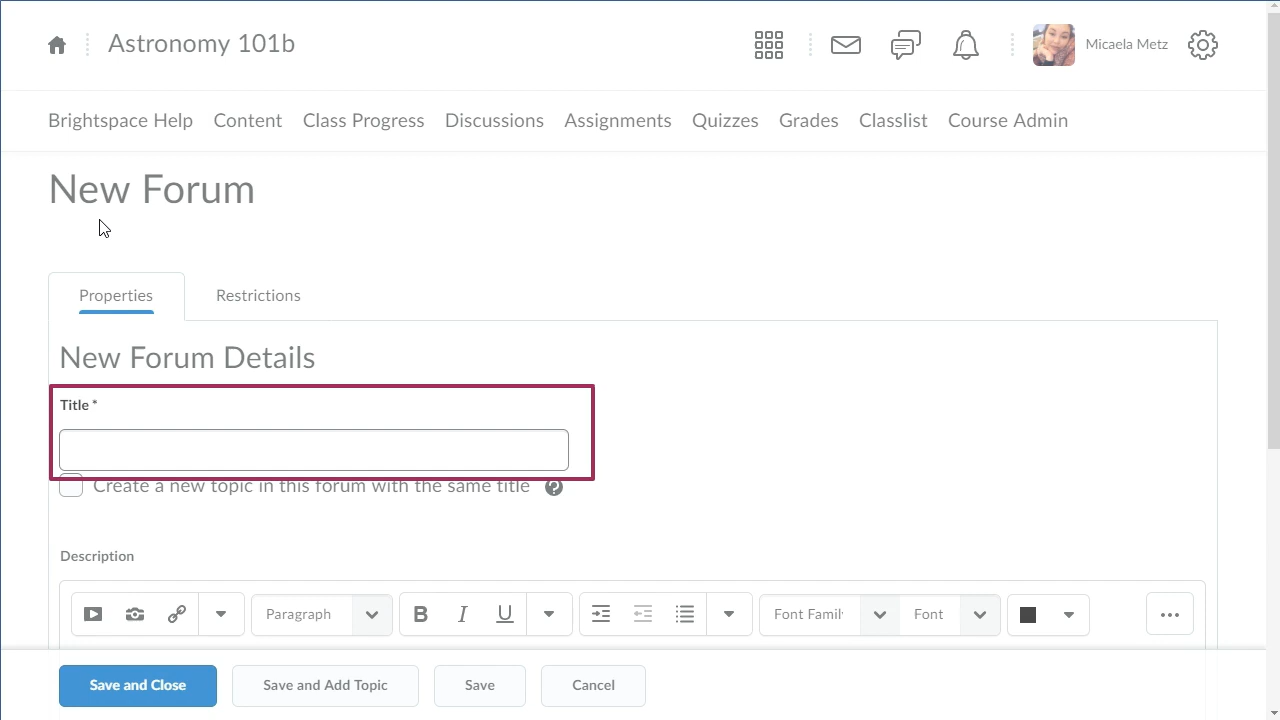 Astronomy 101b
Micaela Metz
Brightspace Help Content Class Progress Discussions Assignments Quizzes Grades Classlist Course Admin
New Forum
Properties Restrictions
New Forum Details
Title *
Create a new topic in this forum with the same title
Description
Paragraph B I U Font Famil Font
Save and Close Save and Add Topic Save Cancel